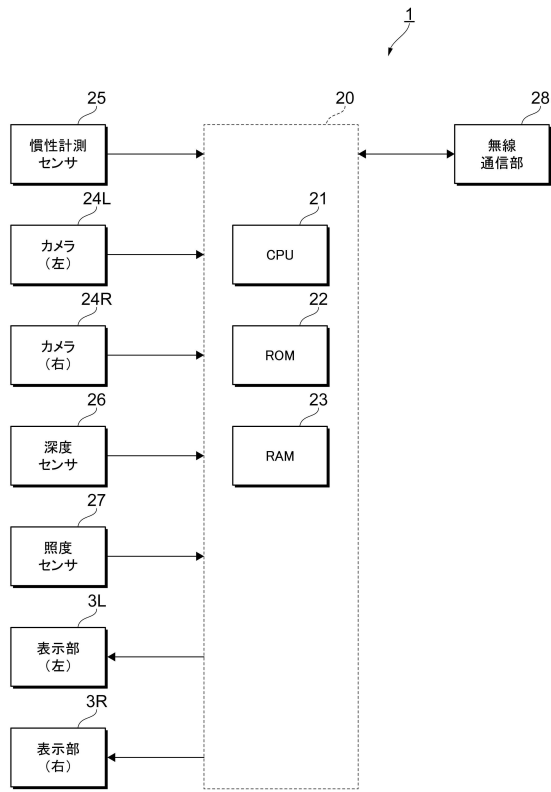 1
25
20
28
慣性計測
センサ
無線
通信部
24L
21
カメラ
(左)
CPU
24R
22
カメラ
(右)
ROM
26
23
深度
センサ
RAM
27
照度
センサ
3L
表示部
(左)
3R
表示部
(右)